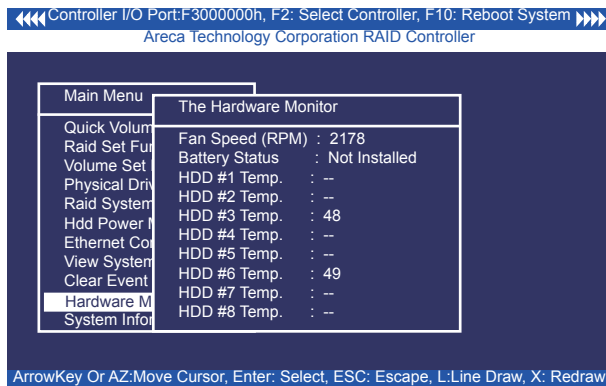 Controller I/O Port:F3000000h, F2: Select Controller, F10: Reboot System
Areca Technology Corporation RAID Controller
Main Menu
Quick Volum
Raid Set Fun
Volume Set
Physical Driv
Raid System
Hdd Power
Ethernet Co
View System
Clear Event
Hardware M
System Infor
The Hardware Monitor
Fan Speed (RPM) : 2178
Battery Status : Not Installed
HDD #1 Temp. : --
HDD #2 Temp. : --
HDD #3 Temp. : 48
HDD #4 Temp. : --
HDD #5 Temp. : --
HDD #6 Temp. : 49
HDD #7 Temp. : --
HDD #8 Temp. : --
ArrowKey Or AZ:Move Cursor, Enter: Select, ESC: Escape, L:Line Draw, X: Redraw